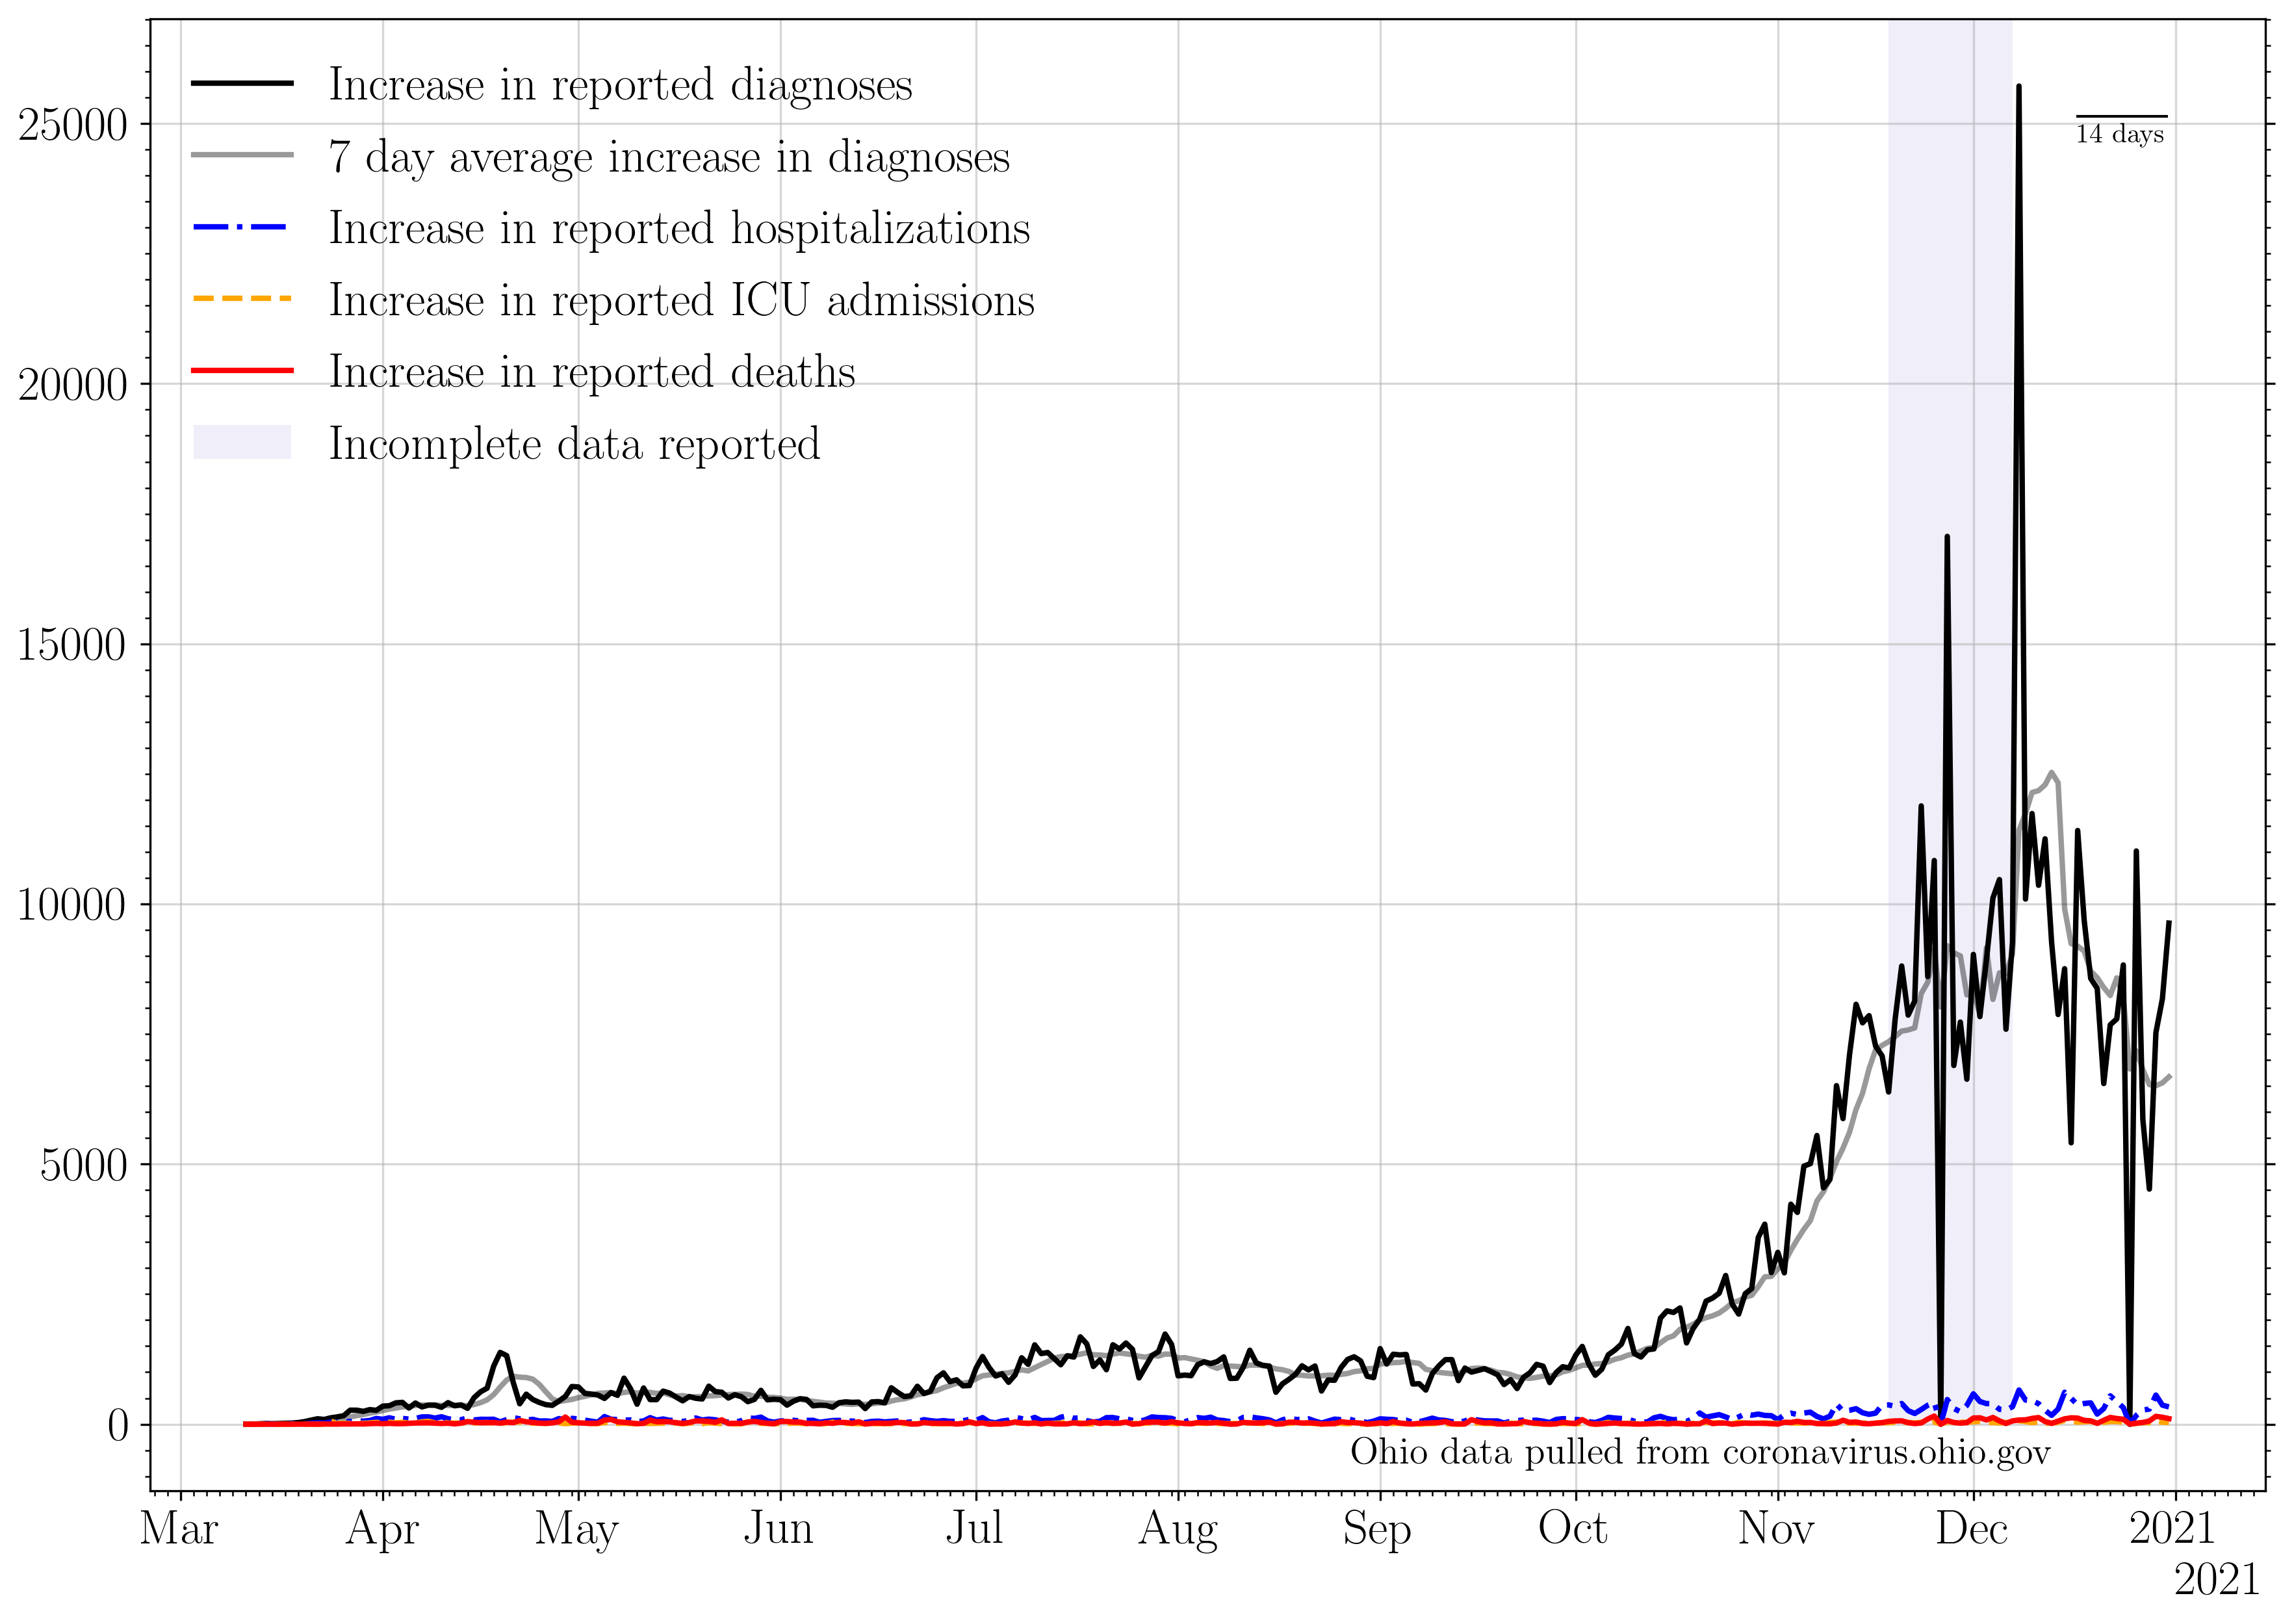 Increase in reported diagnoses
7 day average increase in diagnoses
Increase in reported hospitalizations
Increase in reported ICU admissions
Increase in reported deaths
Incomplete data reported
14 days
25000
20000
15000
10000
5000
0
Ohio data pulled from coronavirus.ohio.gov
Mar Apr May Jun Jul Aug Sep Oct Nov Dec 2021
2021